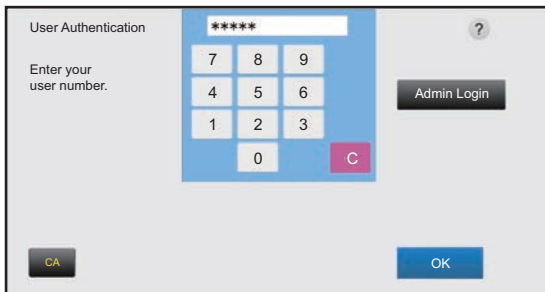 User Authentication
*****
?
Enter your
user number.
7 8 9
4 5 6
1 2 3
0 C
Admin Login
CA
OK